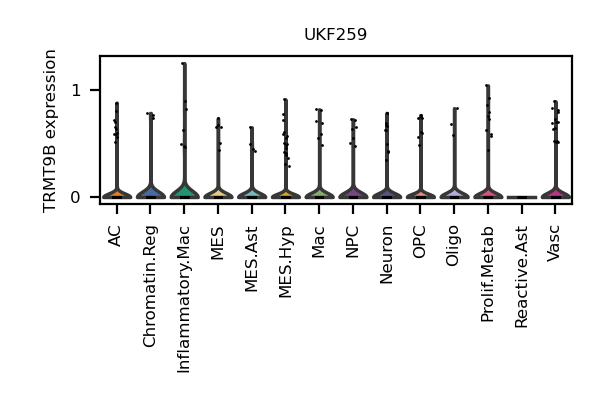 UKF259
TRMT9B expression
1
0
AC
Chromatin.Reg
Inflammatory.Mac
MES
MES.Ast
MES.Hyp
Mac
NPC
Neuron
OPC
Oligo
Prolif.Metab
Reactive.Ast
Vasc